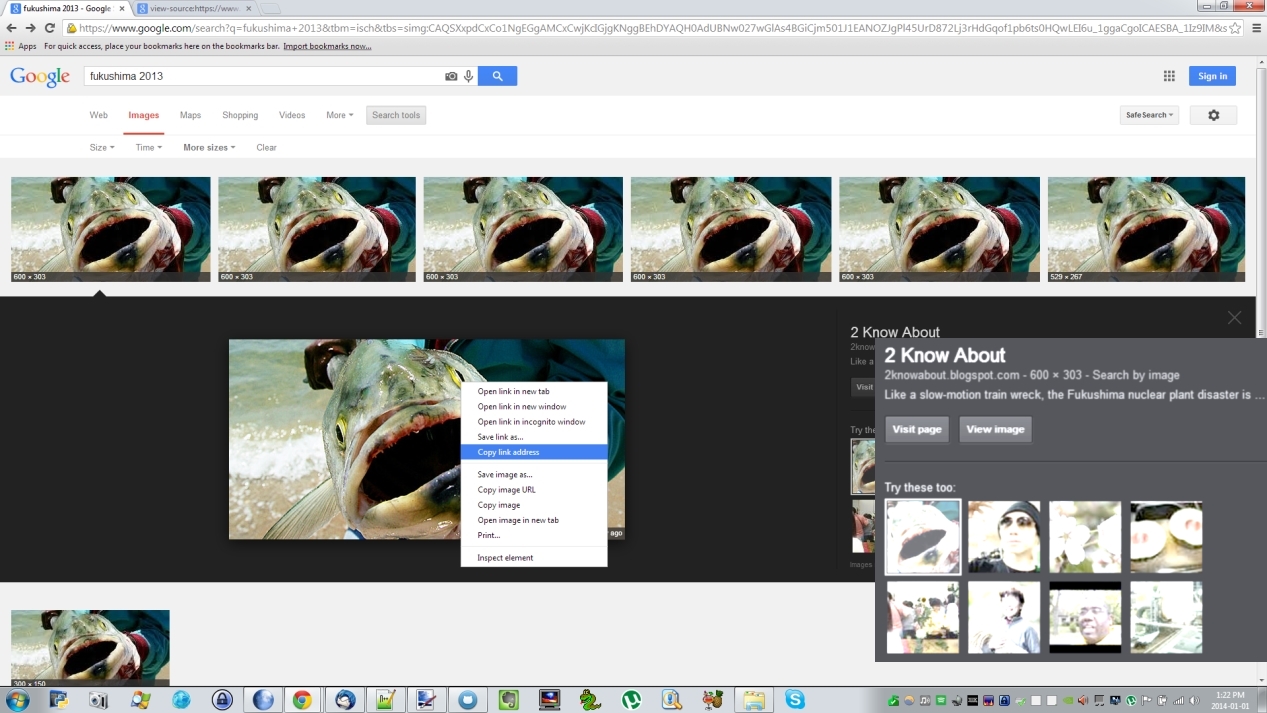 fukushima 2013 - Google
view-source:https://www.
https://www.google.com/search?q=fukushima+2013&tbm=isch&tbs=simg:
Apps For quick access, place your bookmarks here on the bookmarks bar. Import bookmarks now...
Google fukushima 2013 Sign in
Web Images Maps Shopping Videos More Search tools SafeSearch
Size Time More sizes Clear
600 × 303 600 × 303 600 × 303 600 × 303 600 × 303 529 × 267
2 Know About
2know
Like a
Visit
Try the
images
ago
Open link in new tab
Open link in new window
Open link in incognito window
Save link as...
Copy link address
Save image as...
Copy image URL
Copy image
Open image in new tab
Print...
Inspect element
2 Know About
2knowabout.blogspot.com - 600 × 303 - Search by image
Like a slow-motion train wreck, the Fukushima nuclear plant disaster is ...
Visit page View image
Try these too:
300 × 150
1:22 PM
2014-01-01